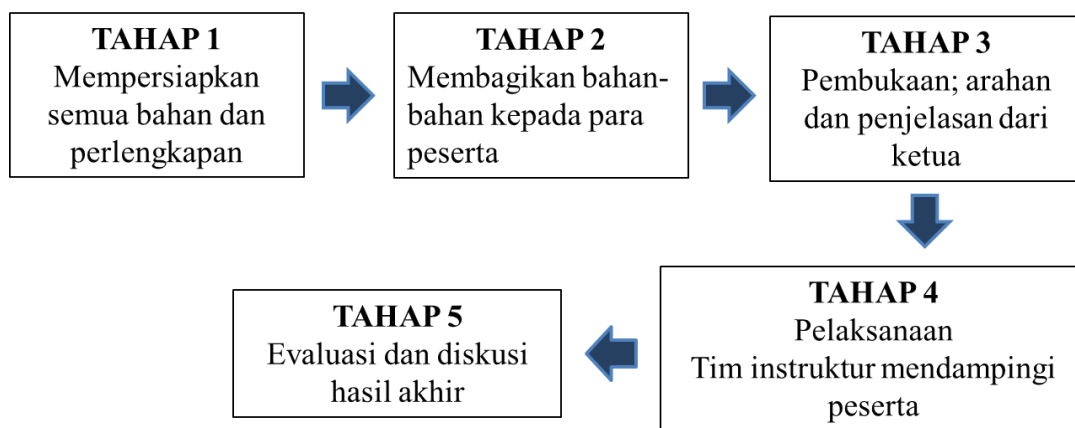 TAHAP 1
Mempersiapkan
semua bahan dan
perlengkapan
TAHAP 2
Membagikan bahan-
bahan kepada para
peserta
TAHAP 3
Pembukaan; arahan
dan penjelasan dari
ketua
TAHAP 4
Pelaksanaan
Tim instruktur mendampingi
peserta
TAHAP 5
Evaluasi dan diskusi
hasil akhir